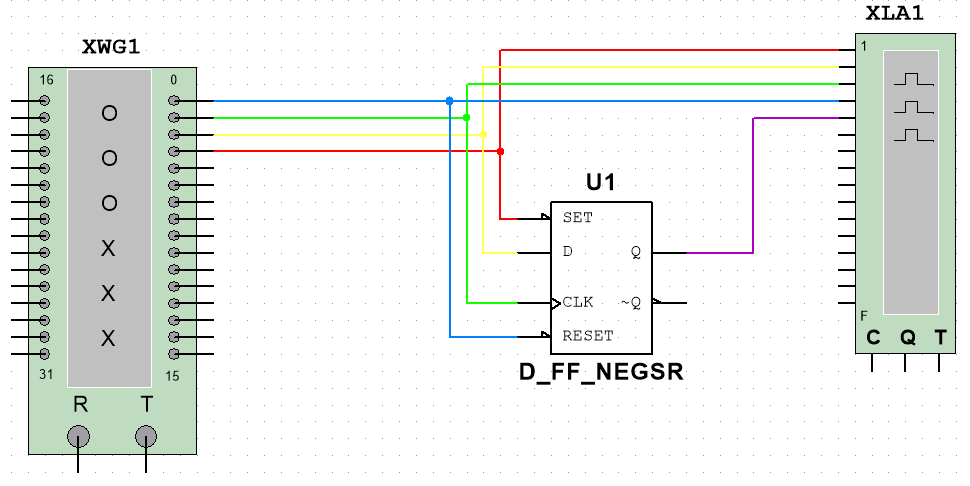 XWG1
16 0
O
O
O
X
X
X
31 15
R T
U1
SET
D Q
CLK ~Q
RESET
D_FF_NEGSR
XLA1
1
F
C Q T